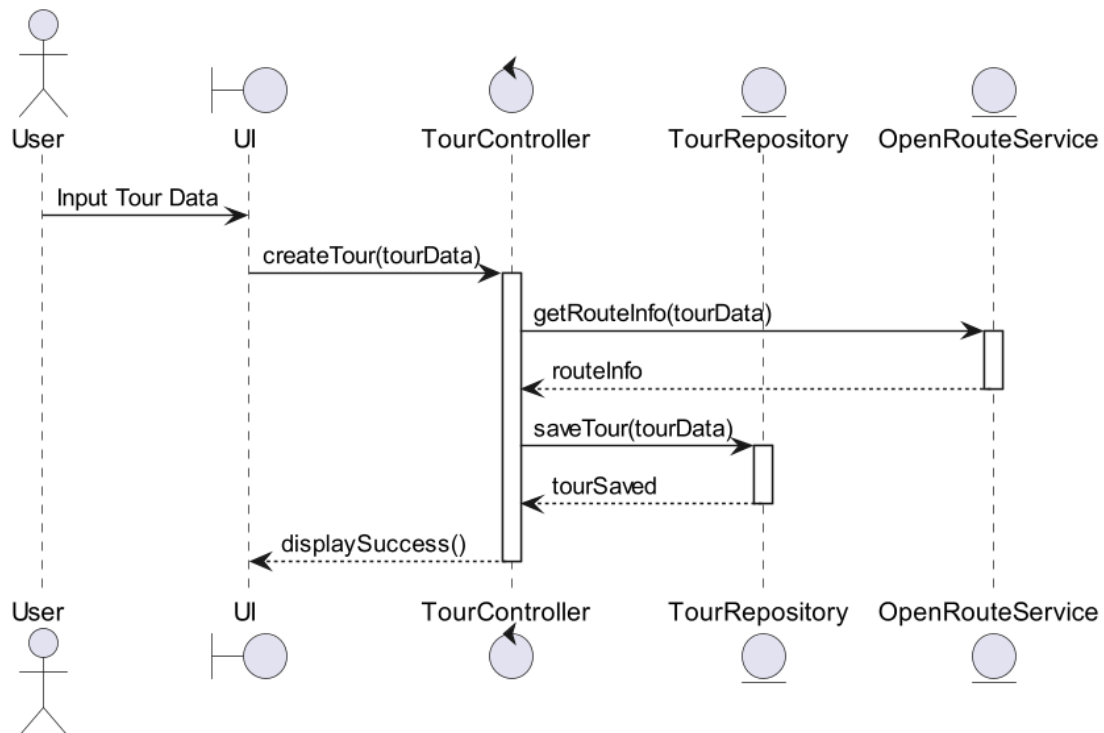 User
UI
TourController
TourRepository
OpenRouteService
Input Tour Data
createTour(tourData)
getRouteInfo(tourData)
routeInfo
saveTour(tourData)
tourSaved
displaySuccess()
User
UI
TourController
TourRepository
OpenRouteService